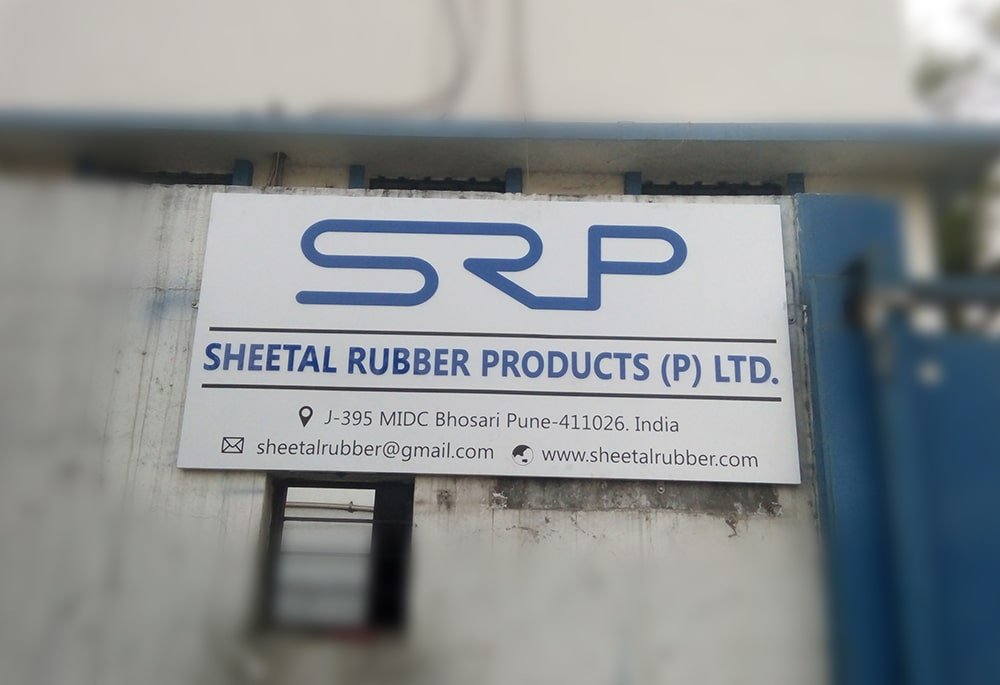 SRP
SHEETAL RUBBER PRODUCTS (P) LTD.
J-395 MIDC Bhosari Pune-411026. India
sheetalrubber@gmail.com www.sheetalrubber.com